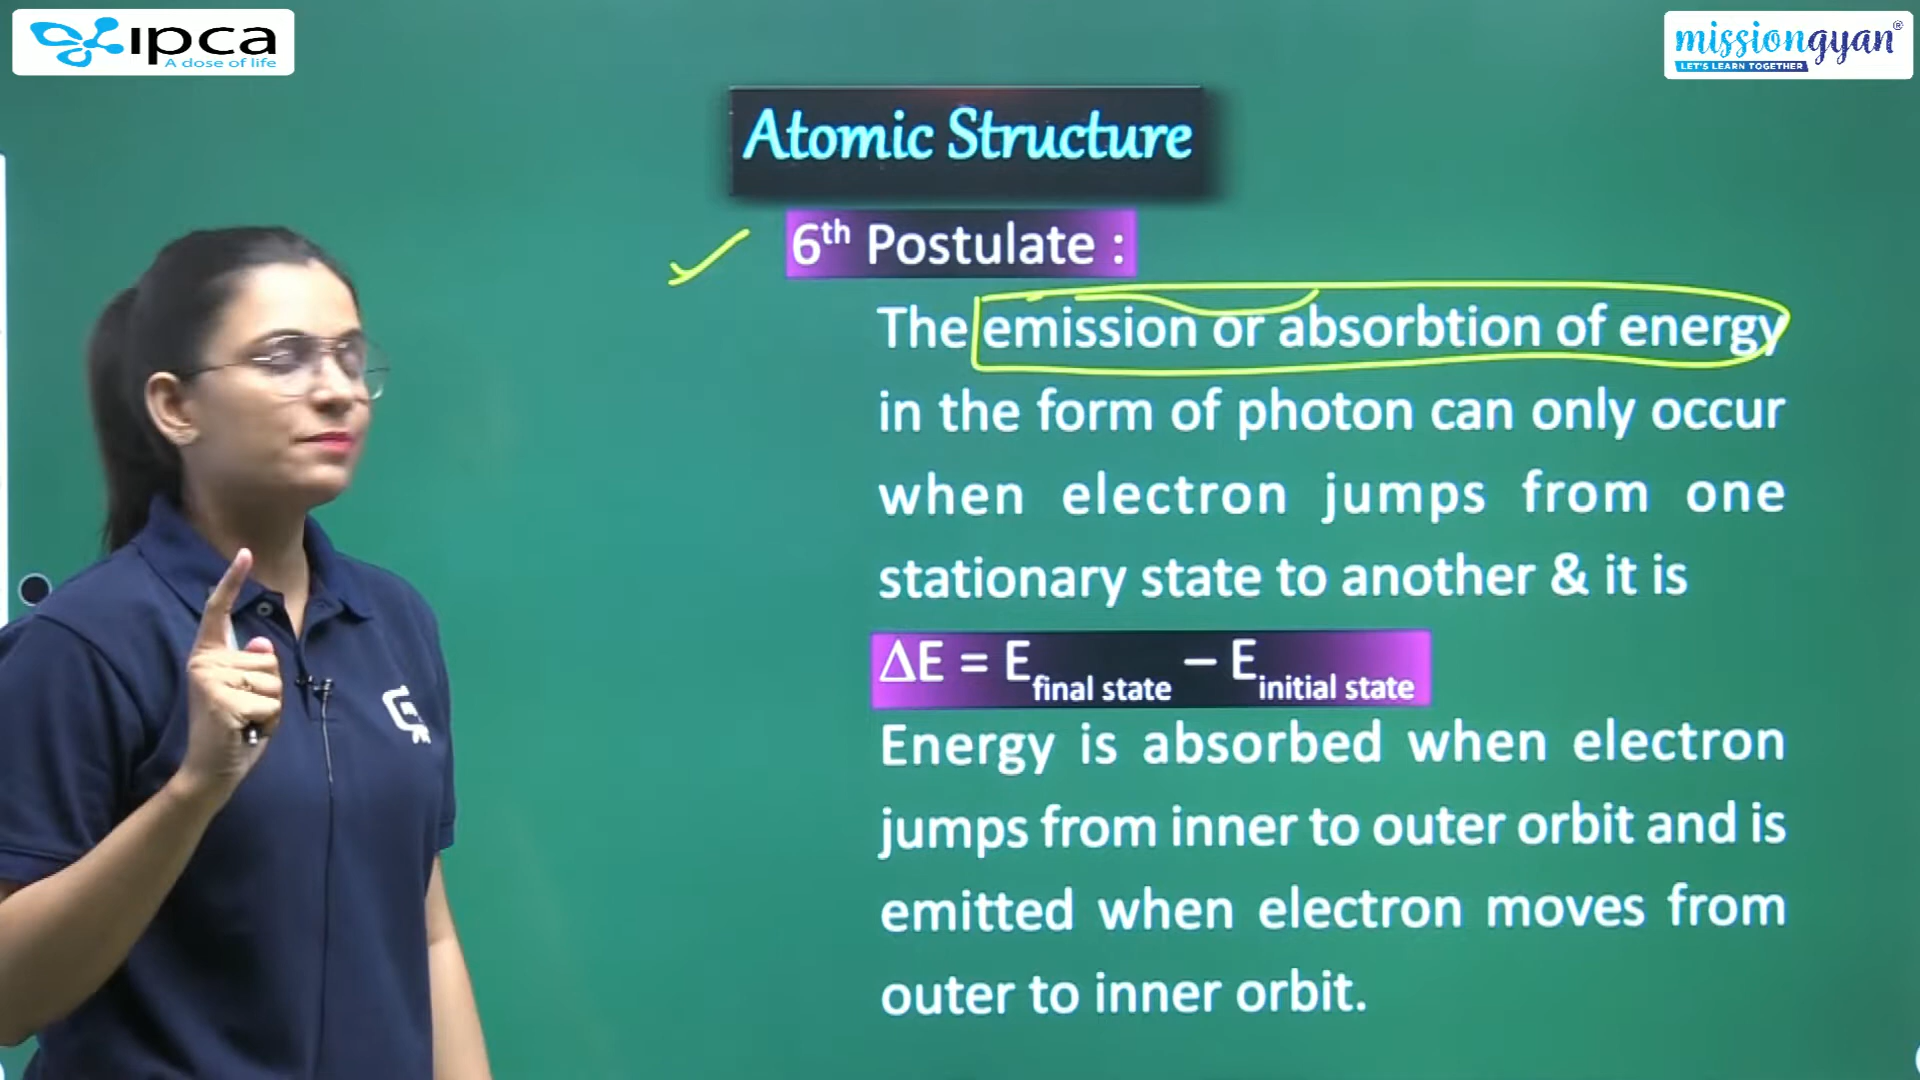 ipca
A dose of life
missiongyan®
LET'S LEARN TOGETHER
Atomic Structure
6th Postulate :
The emission or absorbtion of energy
in the form of photon can only occur
when electron jumps from one
stationary state to another & it is
ΔE = E final state – E initial state
Energy is absorbed when electron
jumps from inner to outer orbit and is
emitted when electron moves from
outer to inner orbit.